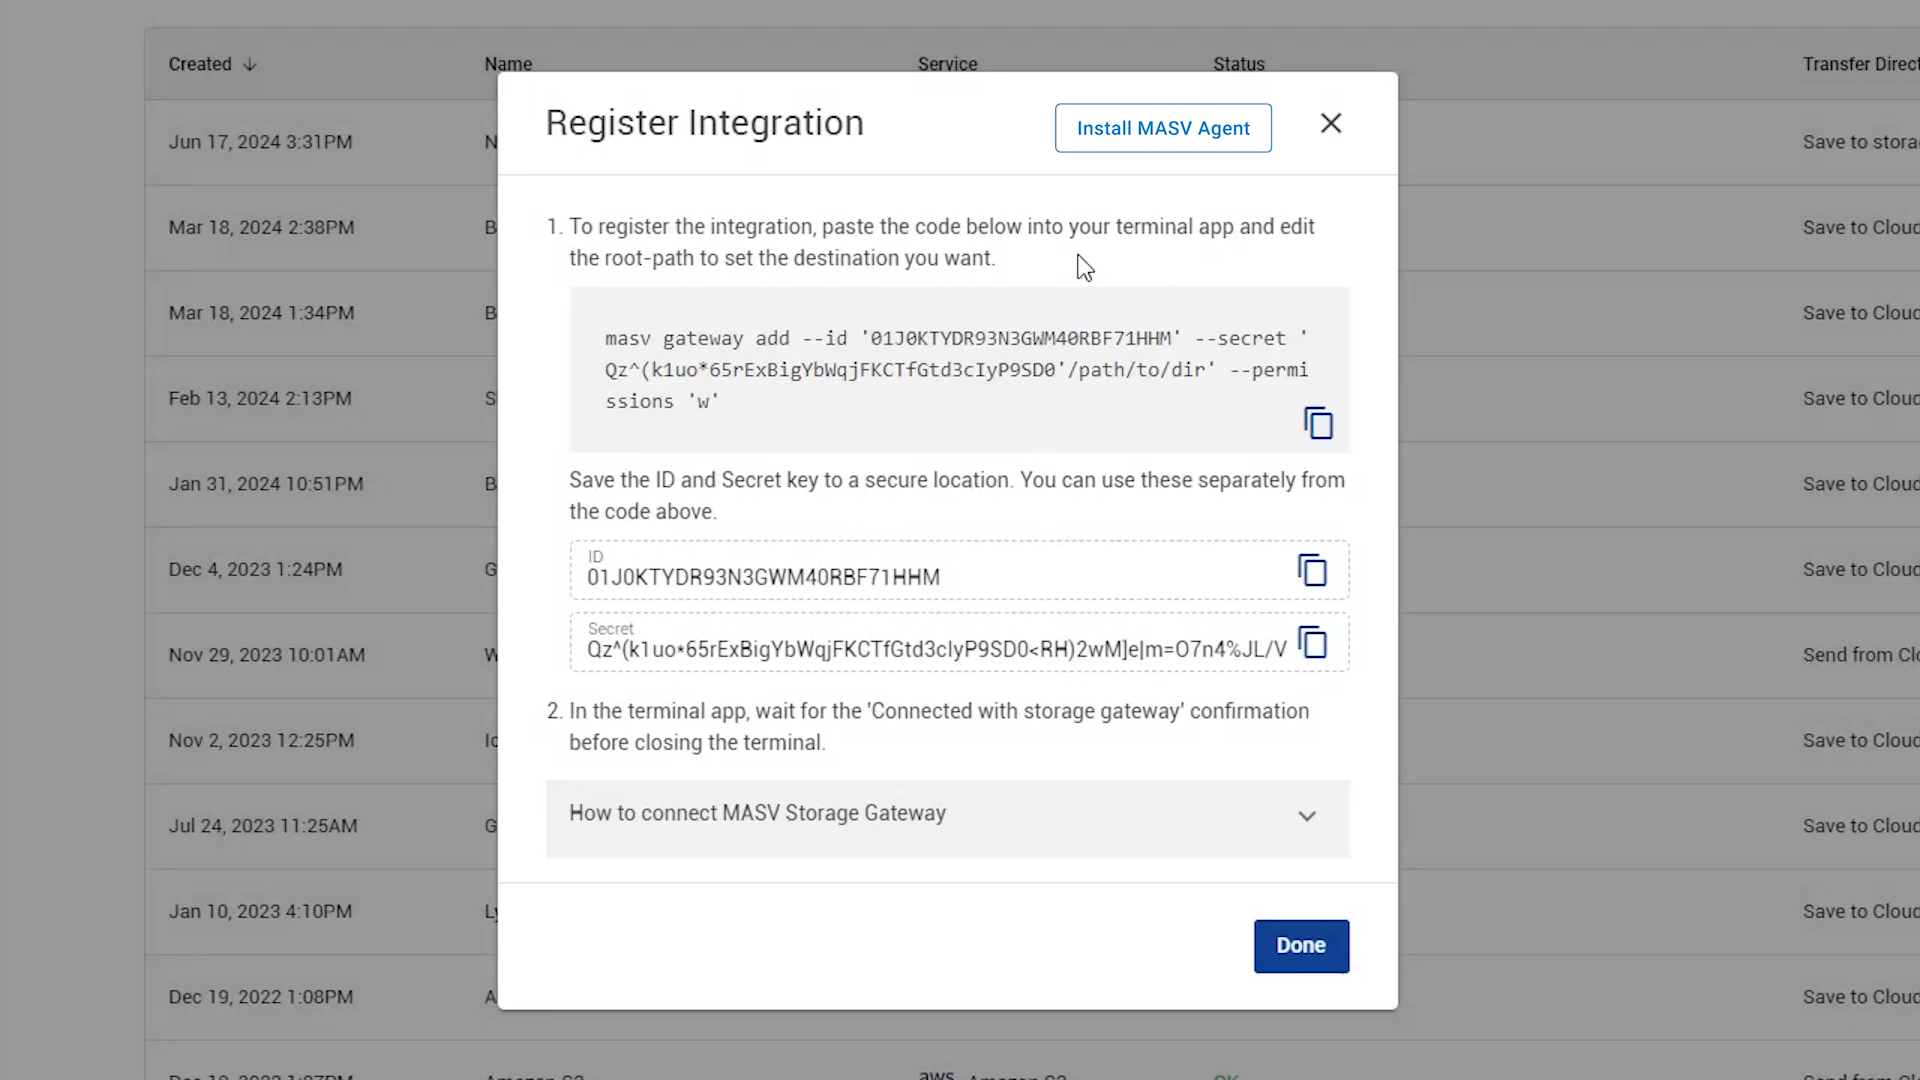 Created Name Service Status Transfer Direct
Register Integration
Install MASV Agent
Jun 17, 2024 3:31PM N Save to stora
Mar 18, 2024 2:38PM B Save to Cloud
Mar 18, 2024 1:34PM B Save to Cloud
Feb 13, 2024 2:13PM S Save to Cloud
Jan 31, 2024 10:51PM B Save to Cloud
Dec 4, 2023 1:24PM G Save to Cloud
Nov 29, 2023 10:01AM W Send from Clo
Nov 2, 2023 12:25PM Ic Save to Cloud
Jul 24, 2023 11:25AM G Save to Cloud
Jan 10, 2023 4:10PM Ly Save to Cloud
Dec 19, 2022 1:08PM A Save to Cloud
1. To register the integration, paste the code below into your terminal app and edit
the root-path to set the destination you want.
masv gateway add --id '01J0KTYDR93N3GWM40RBF71HHM' --secret '
Qz^(k1uo*65rExBigYbWqjFKCTfGtd3cIyP9SD0'/path/to/dir' --permi
ssions 'w'
Save the ID and Secret key to a secure location. You can use these separately from
the code above.
ID
01J0KTYDR93N3GWM40RBF71HHM
Secret
Qz^(k1uo*65rExBigYbWqjFKCTfGtd3cIyP9SD0<RH)2wM]e|m=O7n4%JL/V
2. In the terminal app, wait for the 'Connected with storage gateway' confirmation
before closing the terminal.
How to connect MASV Storage Gateway
Done
aws Amazon S3